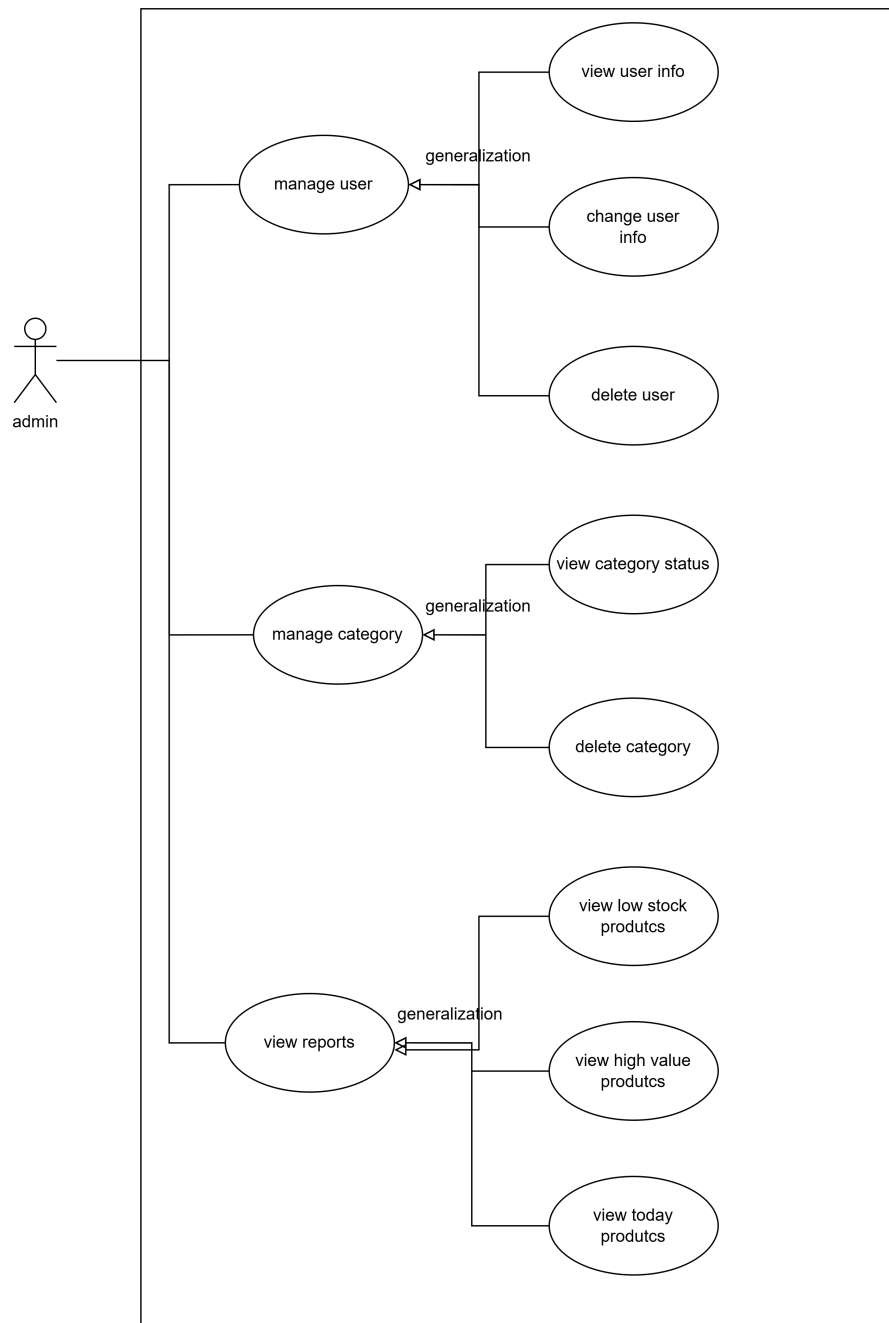 view user info
generalization
manage user
change user
info
delete user
admin
view category status
generalization
manage category
delete category
view low stock
produtcs
generalization
view reports
view high value
produtcs
view today
produtcs